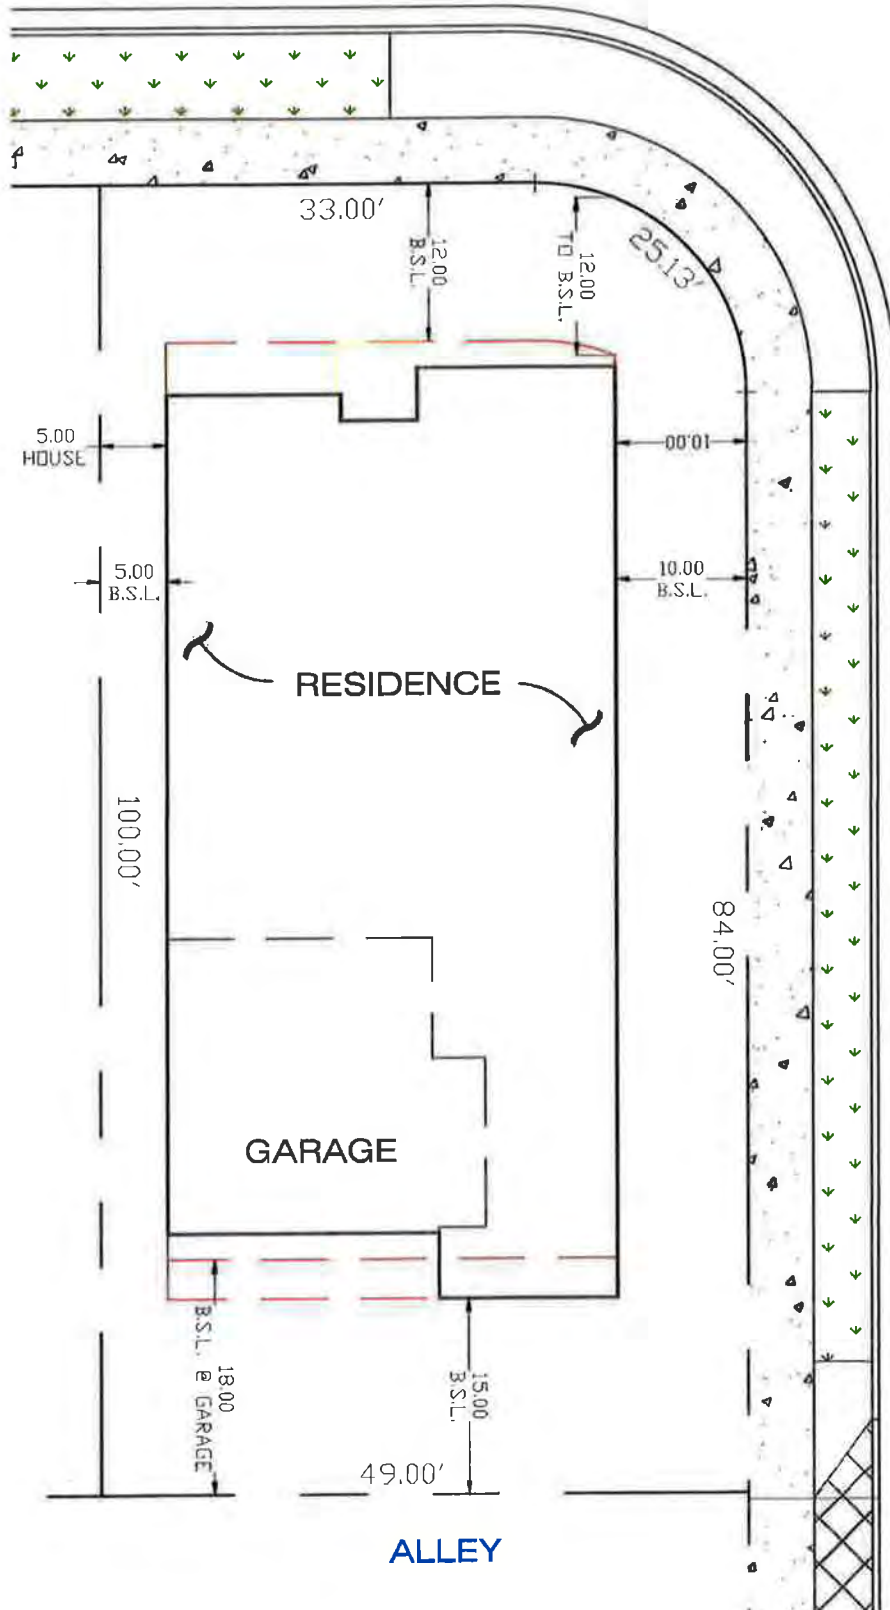 33.00'
12.00
B.S.L.
12.00
TO B.S.L.
25.13'
5.00
HOUSE
10.00
5.00
B.S.L.
10.00
B.S.L.
RESIDENCE
100.00'
84.00'
GARAGE
18.00
B.S.L. @ GARAGE
15.00
B.S.L.
49.00'
ALLEY